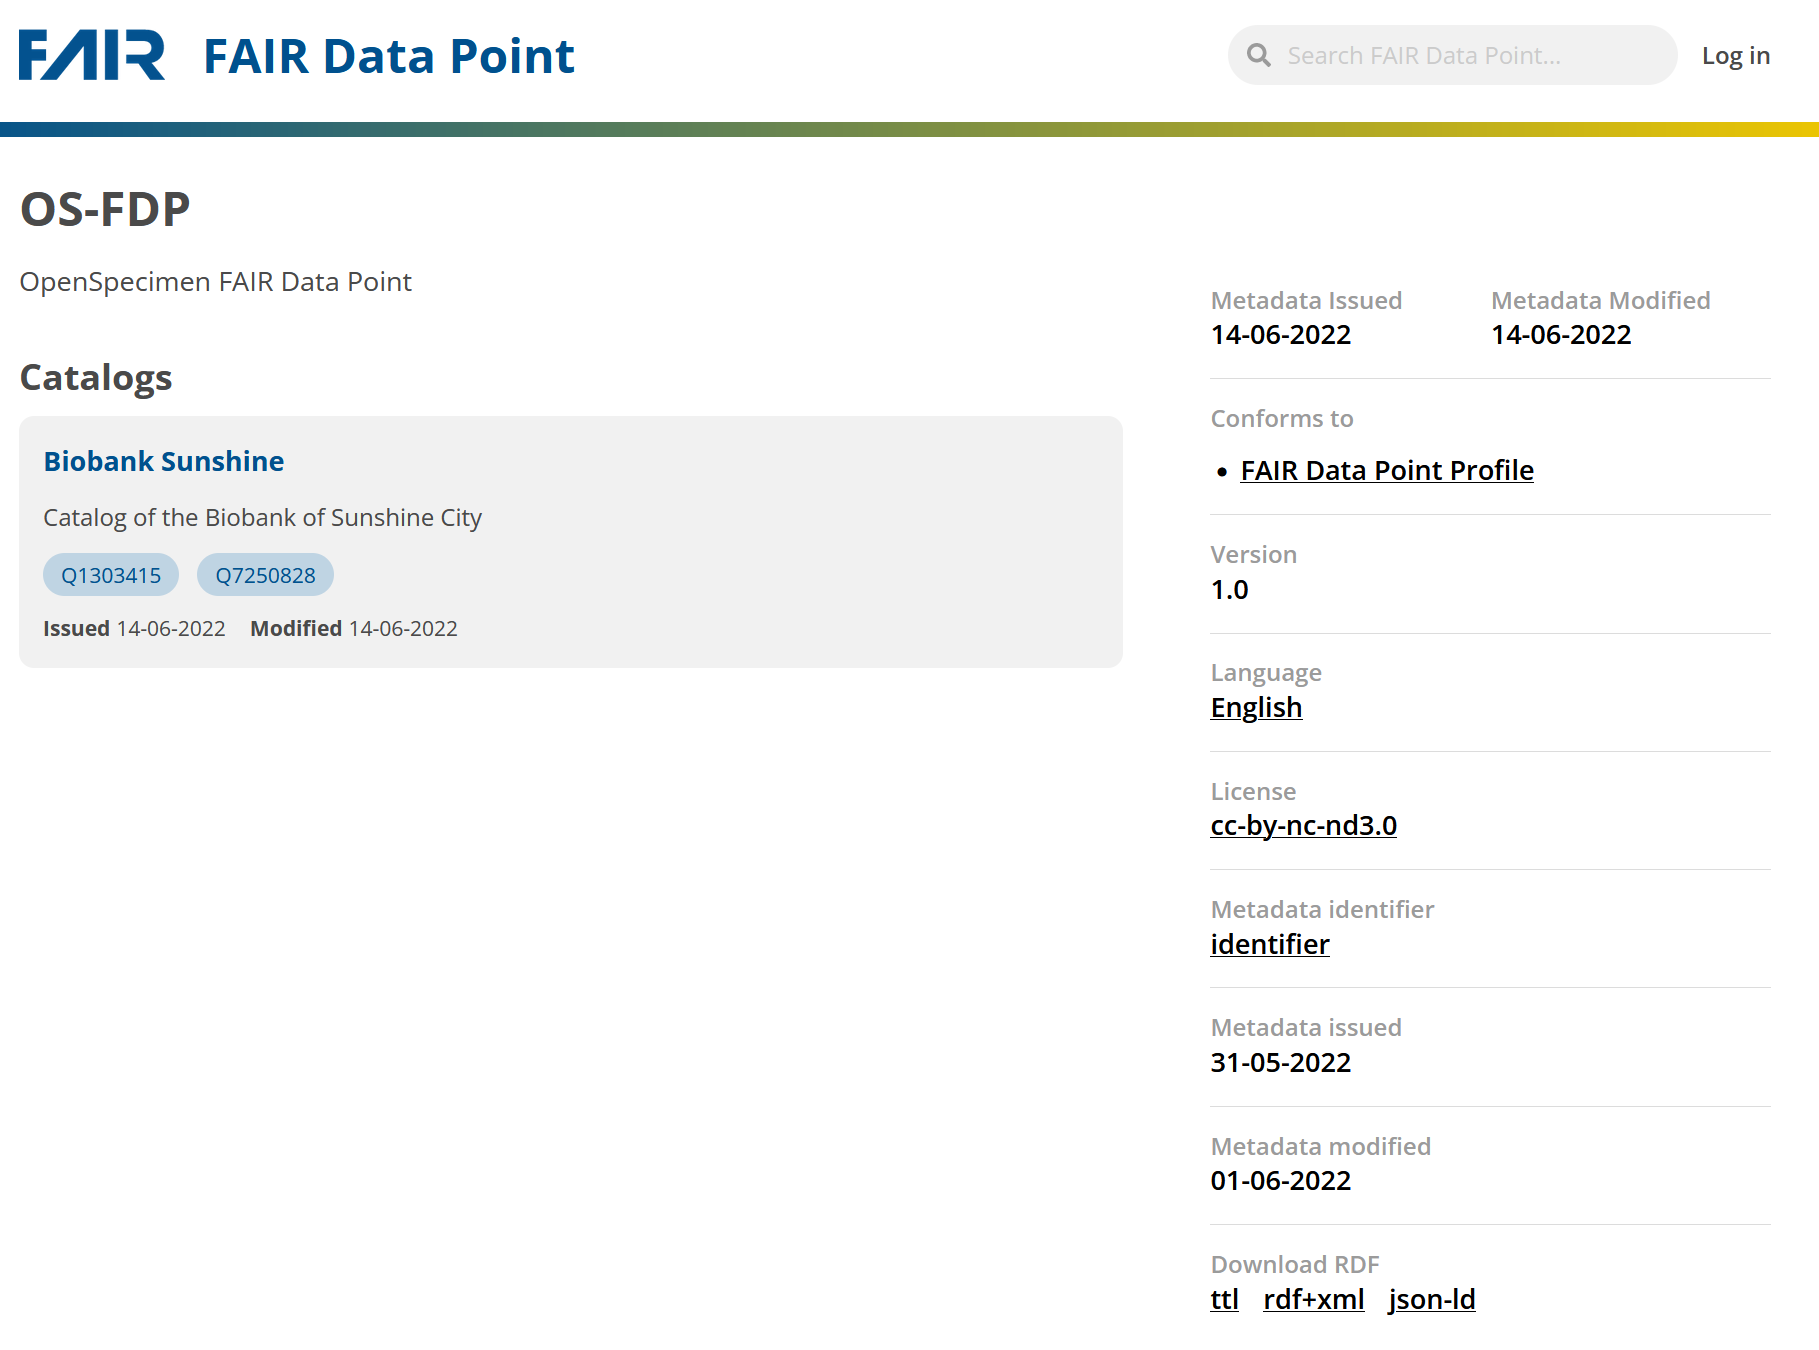 FAIR FAIR Data Point
Search FAIR Data Point...
Log in
OS-FDP
OpenSpecimen FAIR Data Point
Catalogs
Biobank Sunshine
Catalog of the Biobank of Sunshine City
Q1303415 Q7250828
Issued 14-06-2022 Modified 14-06-2022
Metadata Issued Metadata Modified
14-06-2022 14-06-2022
Conforms to
• FAIR Data Point Profile
Version
1.0
Language
English
License
cc-by-nc-nd3.0
Metadata identifier
identifier
Metadata issued
31-05-2022
Metadata modified
01-06-2022
Download RDF
ttl rdf+xml json-ld